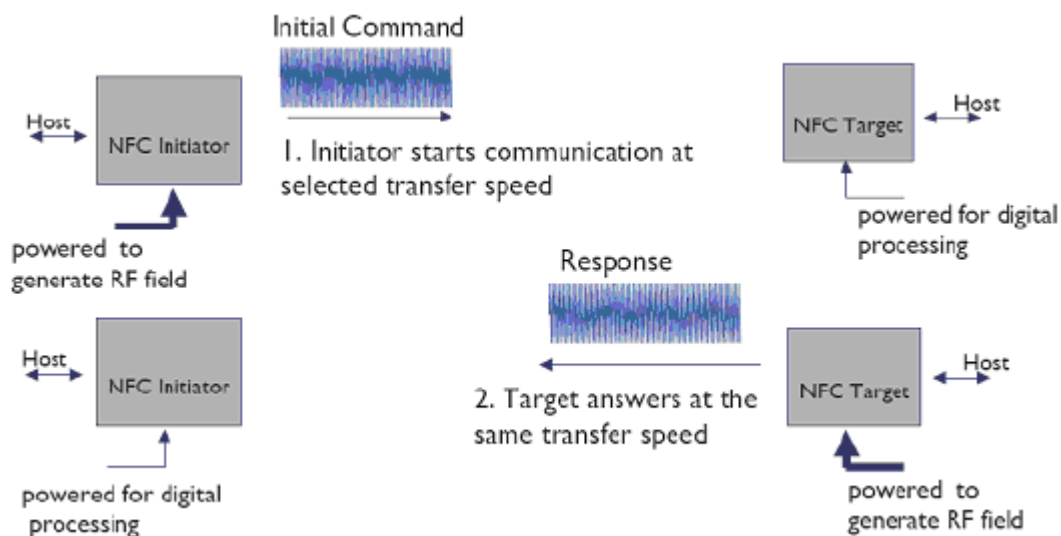 Initial Command
Host
NFC Initiator
NFC Target
Host
1. Initiator starts communication at
selected transfer speed
powered to
generate RF field
powered for digital
processing
Response
Host
NFC Initiator
NFC Target
Host
2. Target answers at the
same transfer speed
powered for digital
processing
powered to
generate RF field